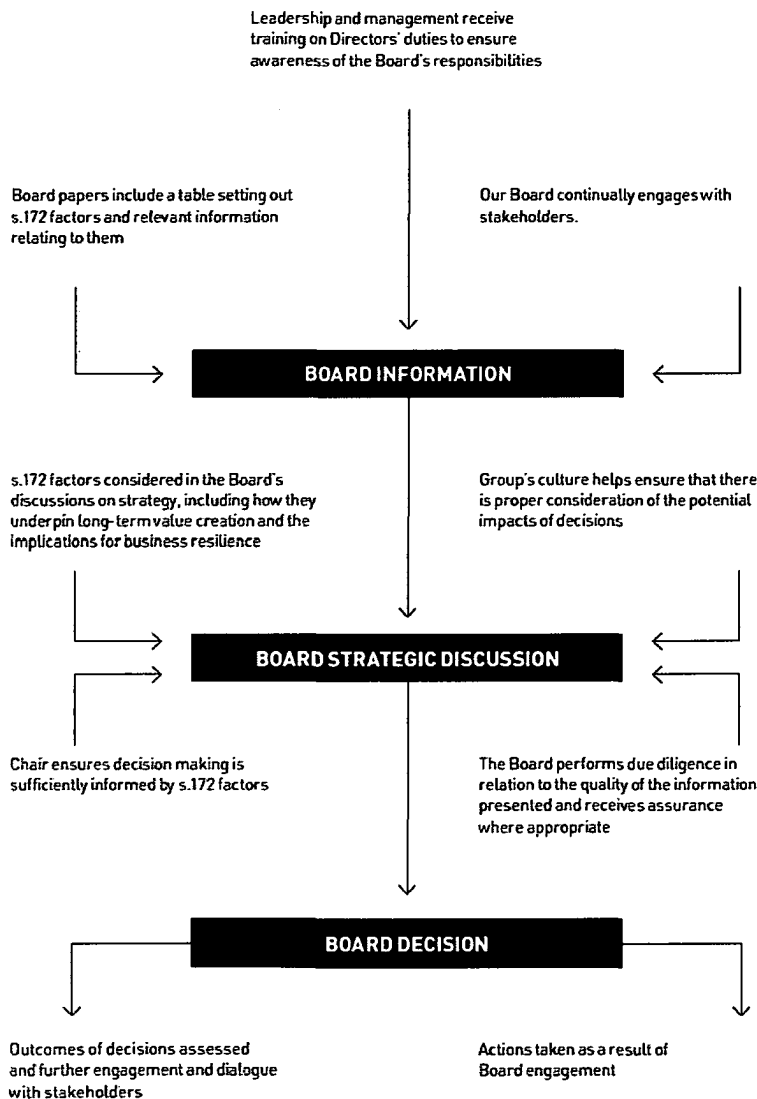 Leadership and management receive
training on Directors' duties to ensure
awareness of the Board's responsibilities
Board papers include a table setting out
s.172 factors and relevant information
relating to them
Our Board continually engages with
stakeholders.
BOARD INFORMATION
s.172 factors considered in the Board's
discussions on strategy, including how they
underpin long-term value creation and the
implications for business resilience
Group's culture helps ensure that there
is proper consideration of the potential
impacts of decisions
BOARD STRATEGIC DISCUSSION
Chair ensures decision making is
sufficiently informed by s.172 factors
The Board performs due diligence in
relation to the quality of the information
presented and receives assurance
where appropriate
BOARD DECISION
Outcomes of decisions assessed
and further engagement and dialogue
with stakeholders
Actions taken as a result of
Board engagement